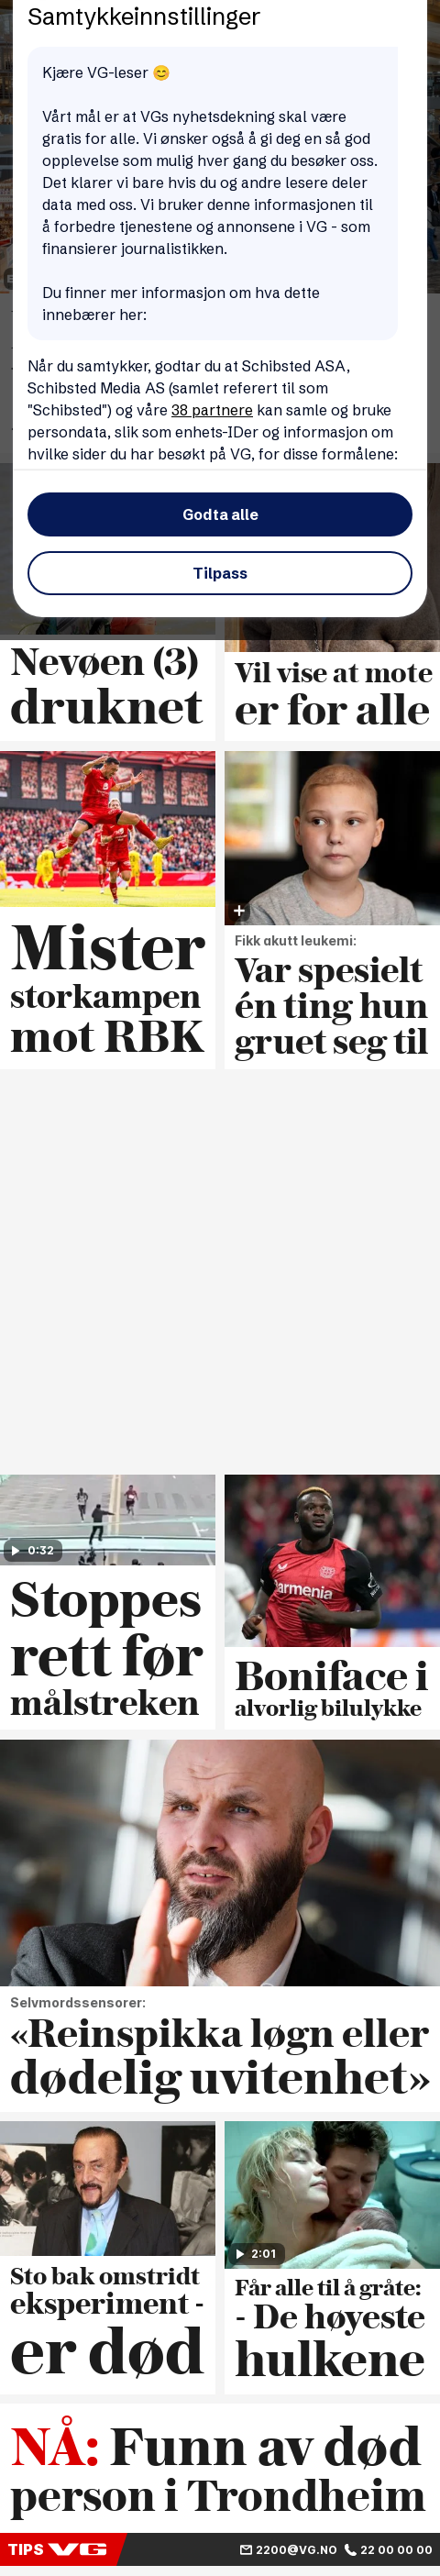 Samtykkeinnstillinger
Kjære VG-leser 😊
Vårt mål er at VGs nyhetsdekning skal være
gratis for alle. Vi ønsker også å gi deg en så god
opplevelse som mulig hver gang du besøker oss.
Det klarer vi bare hvis du og andre lesere deler
data med oss. Vi bruker denne informasjonen til
å forbedre tjenestene og annonsene i VG - som
finansierer journalistikken.
Du finner mer informasjon om hva dette
innebærer her:
Når du samtykker, godtar du at Schibsted ASA,
Schibsted Media AS (samlet referert til som
"Schibsted") og våre 38 partnere kan samle og bruke
persondata, slik som enhets-IDer og informasjon om
hvilke sider du har besøkt på VG, for disse formålene:
Godta alle
Tilpass
Nevøen (3)
druknet
Vil vise at mote
er for alle
Mister
storkampen
mot RBK
Fikk akutt leukemi:
Var spesielt
én ting hun
gruet seg til
0:32
Stoppes
rett før
målstreken
Barmenia
Boniface i
alvorlig bilulykke
Selvmordssensorer:
«Reinspikka løgn eller
dødelig uvitenhet»
Sto bak omstridt
eksperiment -
er død
2:01
Får alle til å gråte:
- De høyeste
hulkene
NÅ: Funn av død
person i Trondheim
TIPS VG 2200@VG.NO 22 00 00 00